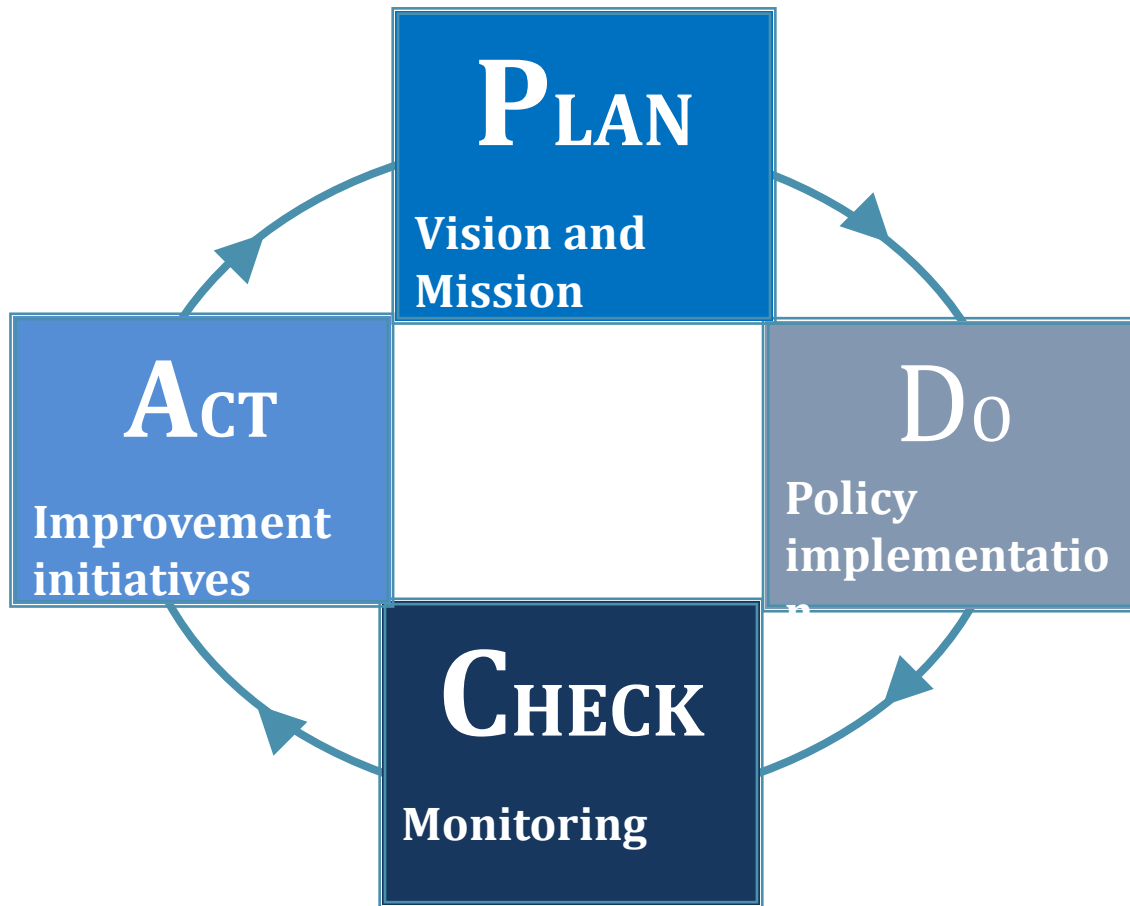 PLAN
Vision and
Mission
ACT
Improvement
initiatives
DO
Policy
implementatio
n
CHECK
Monitoring